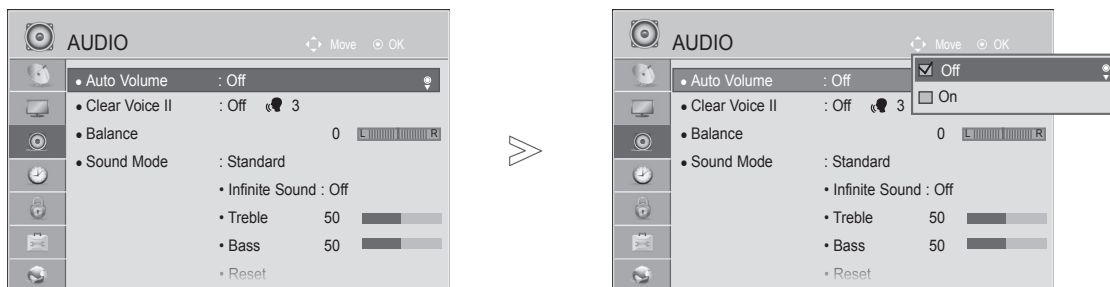 AUDIO
Move
OK
• Auto Volume : Off
• Clear Voice II : Off 3
• Balance 0 L R
• Sound Mode : Standard
• Infinite Sound : Off
• Treble 50
• Bass 50
• Reset
AUDIO
Move
OK
• Auto Volume : Off
Off
On
• Clear Voice II : Off 3
• Balance 0 L R
• Sound Mode : Standard
• Infinite Sound : Off
• Treble 50
• Bass 50
• Reset